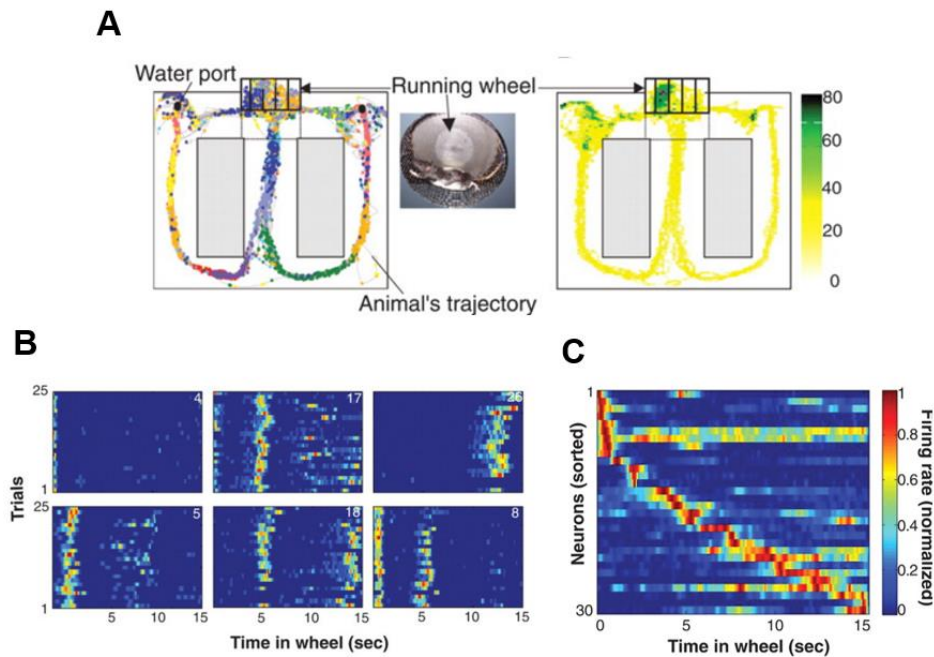 A
Water port
Running wheel
80
60
40
20
0
Animal's trajectory
B
C
Trials
25
1
25
1
4
17
26
5
18
8
5 10 15
5 10 15
5 10 15
Time in wheel (sec)
Neurons (sorted)
1
30
0 5 10 15
Time in wheel (sec)
1
0.8
0.6
0.4
0.2
0
Firing rate (normalized)